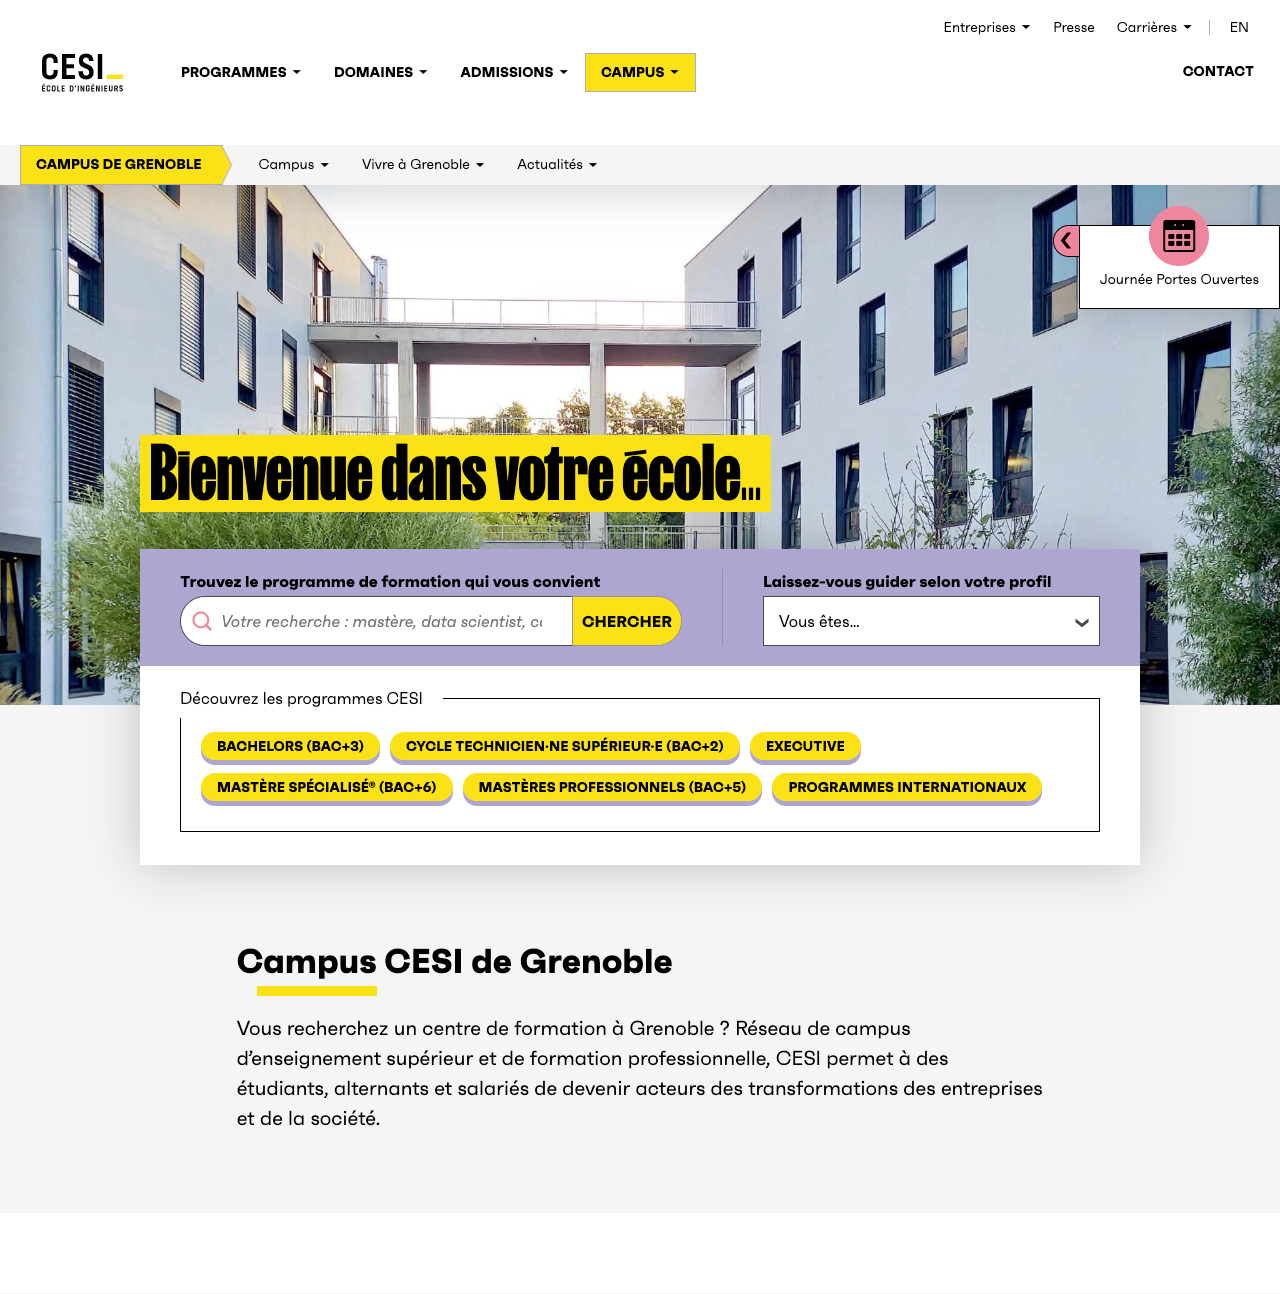 Entreprises
Presse
Carrières
EN
CESI_
ÉCOLE D'INGÉNIEURS
PROGRAMMES
DOMAINES
ADMISSIONS
CAMPUS
CONTACT
CAMPUS DE GRENOBLE
Campus
Vivre à Grenoble
Actualités
Journée Portes Ouvertes
Bienvenue dans votre école...
Trouvez le programme de formation qui vous convient
Votre recherche : mastère, data scientist, co
CHERCHER
Laissez-vous guider selon votre profil
Vous êtes...
Découvrez les programmes CESI
BACHELORS (BAC+3)
CYCLE TECHNICIEN·NE SUPÉRIEUR·E (BAC+2)
EXECUTIVE
MASTÈRE SPÉCIALISÉ® (BAC+6)
MASTÈRES PROFESSIONNELS (BAC+5)
PROGRAMMES INTERNATIONAUX
Campus CESI de Grenoble
Vous recherchez un centre de formation à Grenoble ? Réseau de campus
d’enseignement supérieur et de formation professionnelle, CESI permet à des
étudiants, alternants et salariés de devenir acteurs des transformations des entreprises
et de la société.